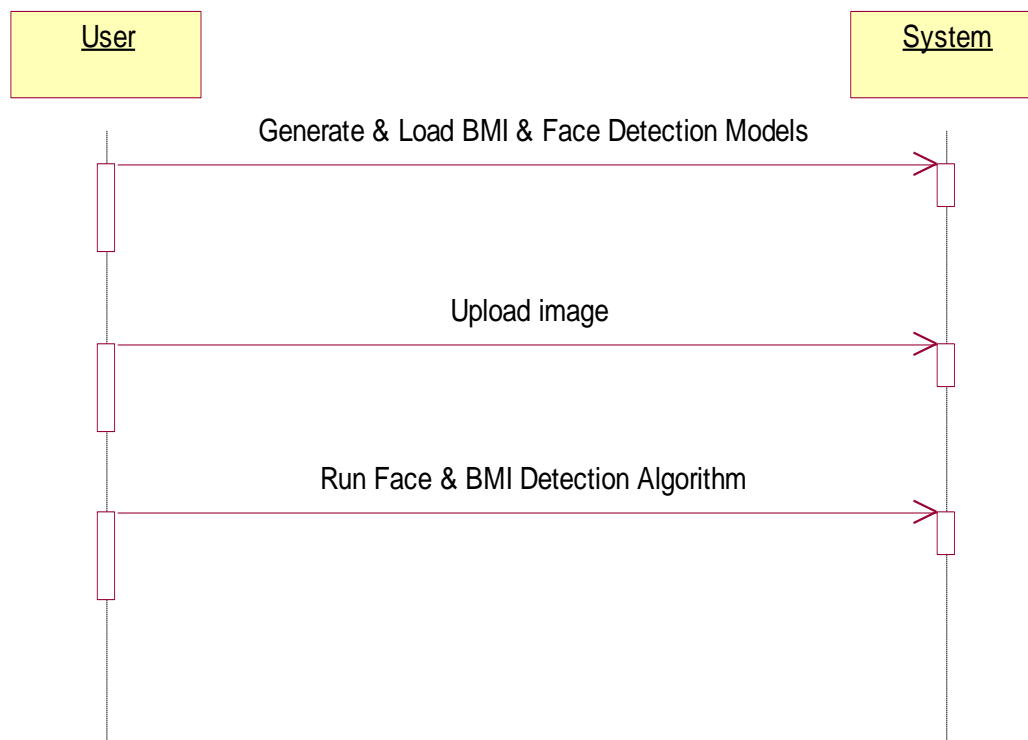 User
System
Generate & Load BMI & Face Detection Models
Upload image
Run Face & BMI Detection Algorithm